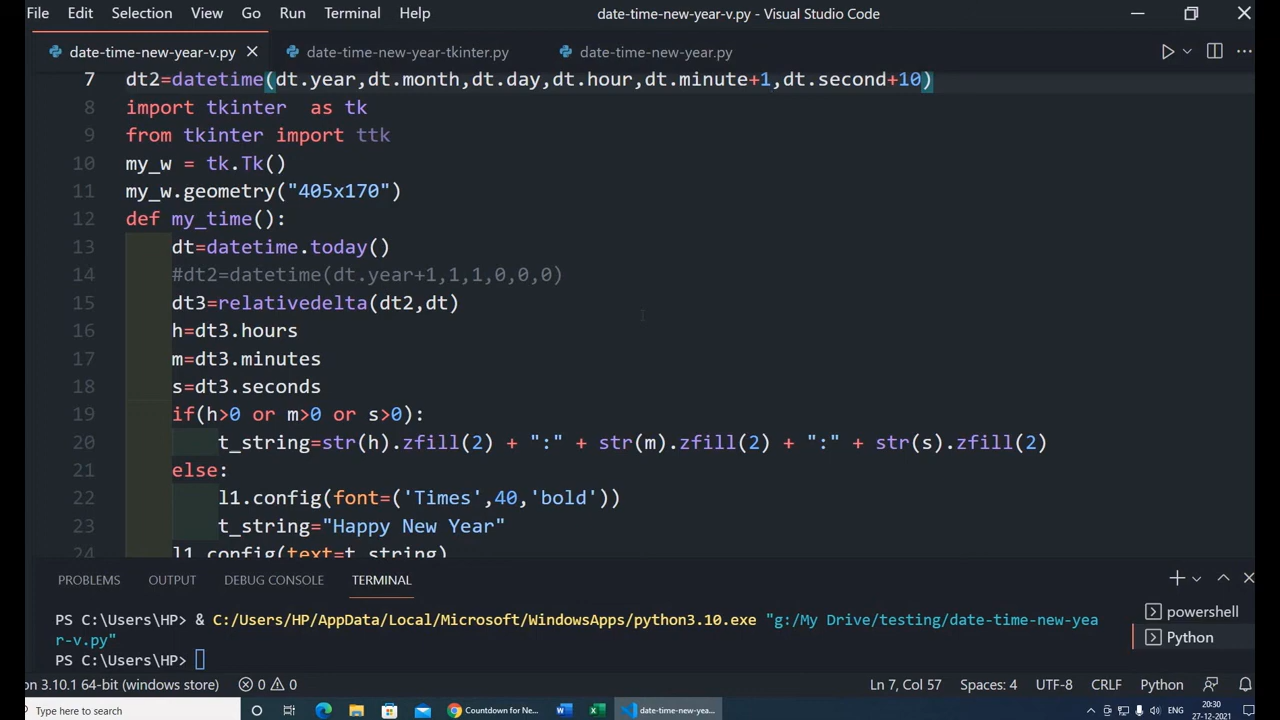 File Edit Selection View Go Run Terminal Help date-time-new-year-v.py - Visual Studio Code
date-time-new-year-v.py date-time-new-year-tkinter.py date-time-new-year.py
7 dt2=datetime(dt.year,dt.month,dt.day,dt.hour,dt.minute+1,dt.second+10)
8 import tkinter  as tk
9 from tkinter import ttk
10 my_w = tk.Tk()
11 my_w.geometry("405x170")
12 def my_time():
13     dt=datetime.today()
14     #dt2=datetime(dt.year+1,1,1,0,0,0)
15     dt3=relativedelta(dt2,dt)
16     h=dt3.hours
17     m=dt3.minutes
18     s=dt3.seconds
19     if(h>0 or m>0 or s>0):
20         t_string=str(h).zfill(2) + ":" + str(m).zfill(2) + ":" + str(s).zfill(2)
21     else:
22         l1.config(font=('Times',40,'bold'))
23         t_string="Happy New Year"
24     l1.config(text=t_string)
PROBLEMS OUTPUT DEBUG CONSOLE TERMINAL
PS C:\Users\HP> & C:/Users/HP/AppData/Local/Microsoft/WindowsApps/python3.10.exe "g:/My Drive/testing/date-time-new-yea
r-v.py"
PS C:\Users\HP>
powershell
Python
n 3.10.1 64-bit (windows store) 0 0 Ln 7, Col 57 Spaces: 4 UTF-8 CRLF Python
Type here to search Countdown for Ne... date-time-new-yea... ENG 20:30
27-12-2021